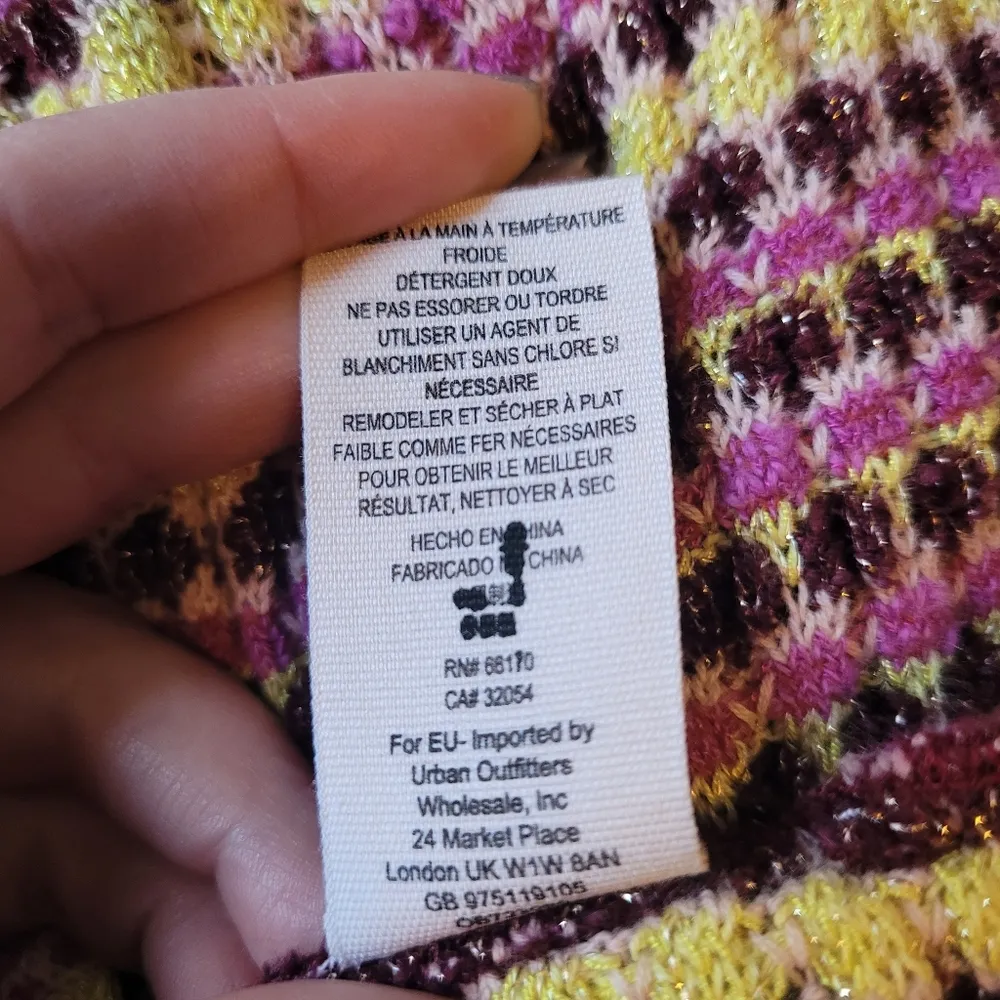 À LA MAIN À TEMPÉRATURE
FROIDE
DÉTERGENT DOUX
NE PAS ESSORER OU TORDRE
UTILISER UN AGENT DE
BLANCHIMENT SANS CHLORE SI
NÉCESSAIRE
REMODELER ET SÉCHER À PLAT
FAIBLE COMME FER NÉCESSAIRES
POUR OBTENIR LE MEILLEUR
RÉSULTAT, NETTOYER À SEC
HECHO EN
FABRICADO CHINA
RN# 66170
CA# 32054
For EU- Imported by
Urban Outfitters
Wholesale, Inc
24 Market Place
London UK W1W 8AN
GB 975119105